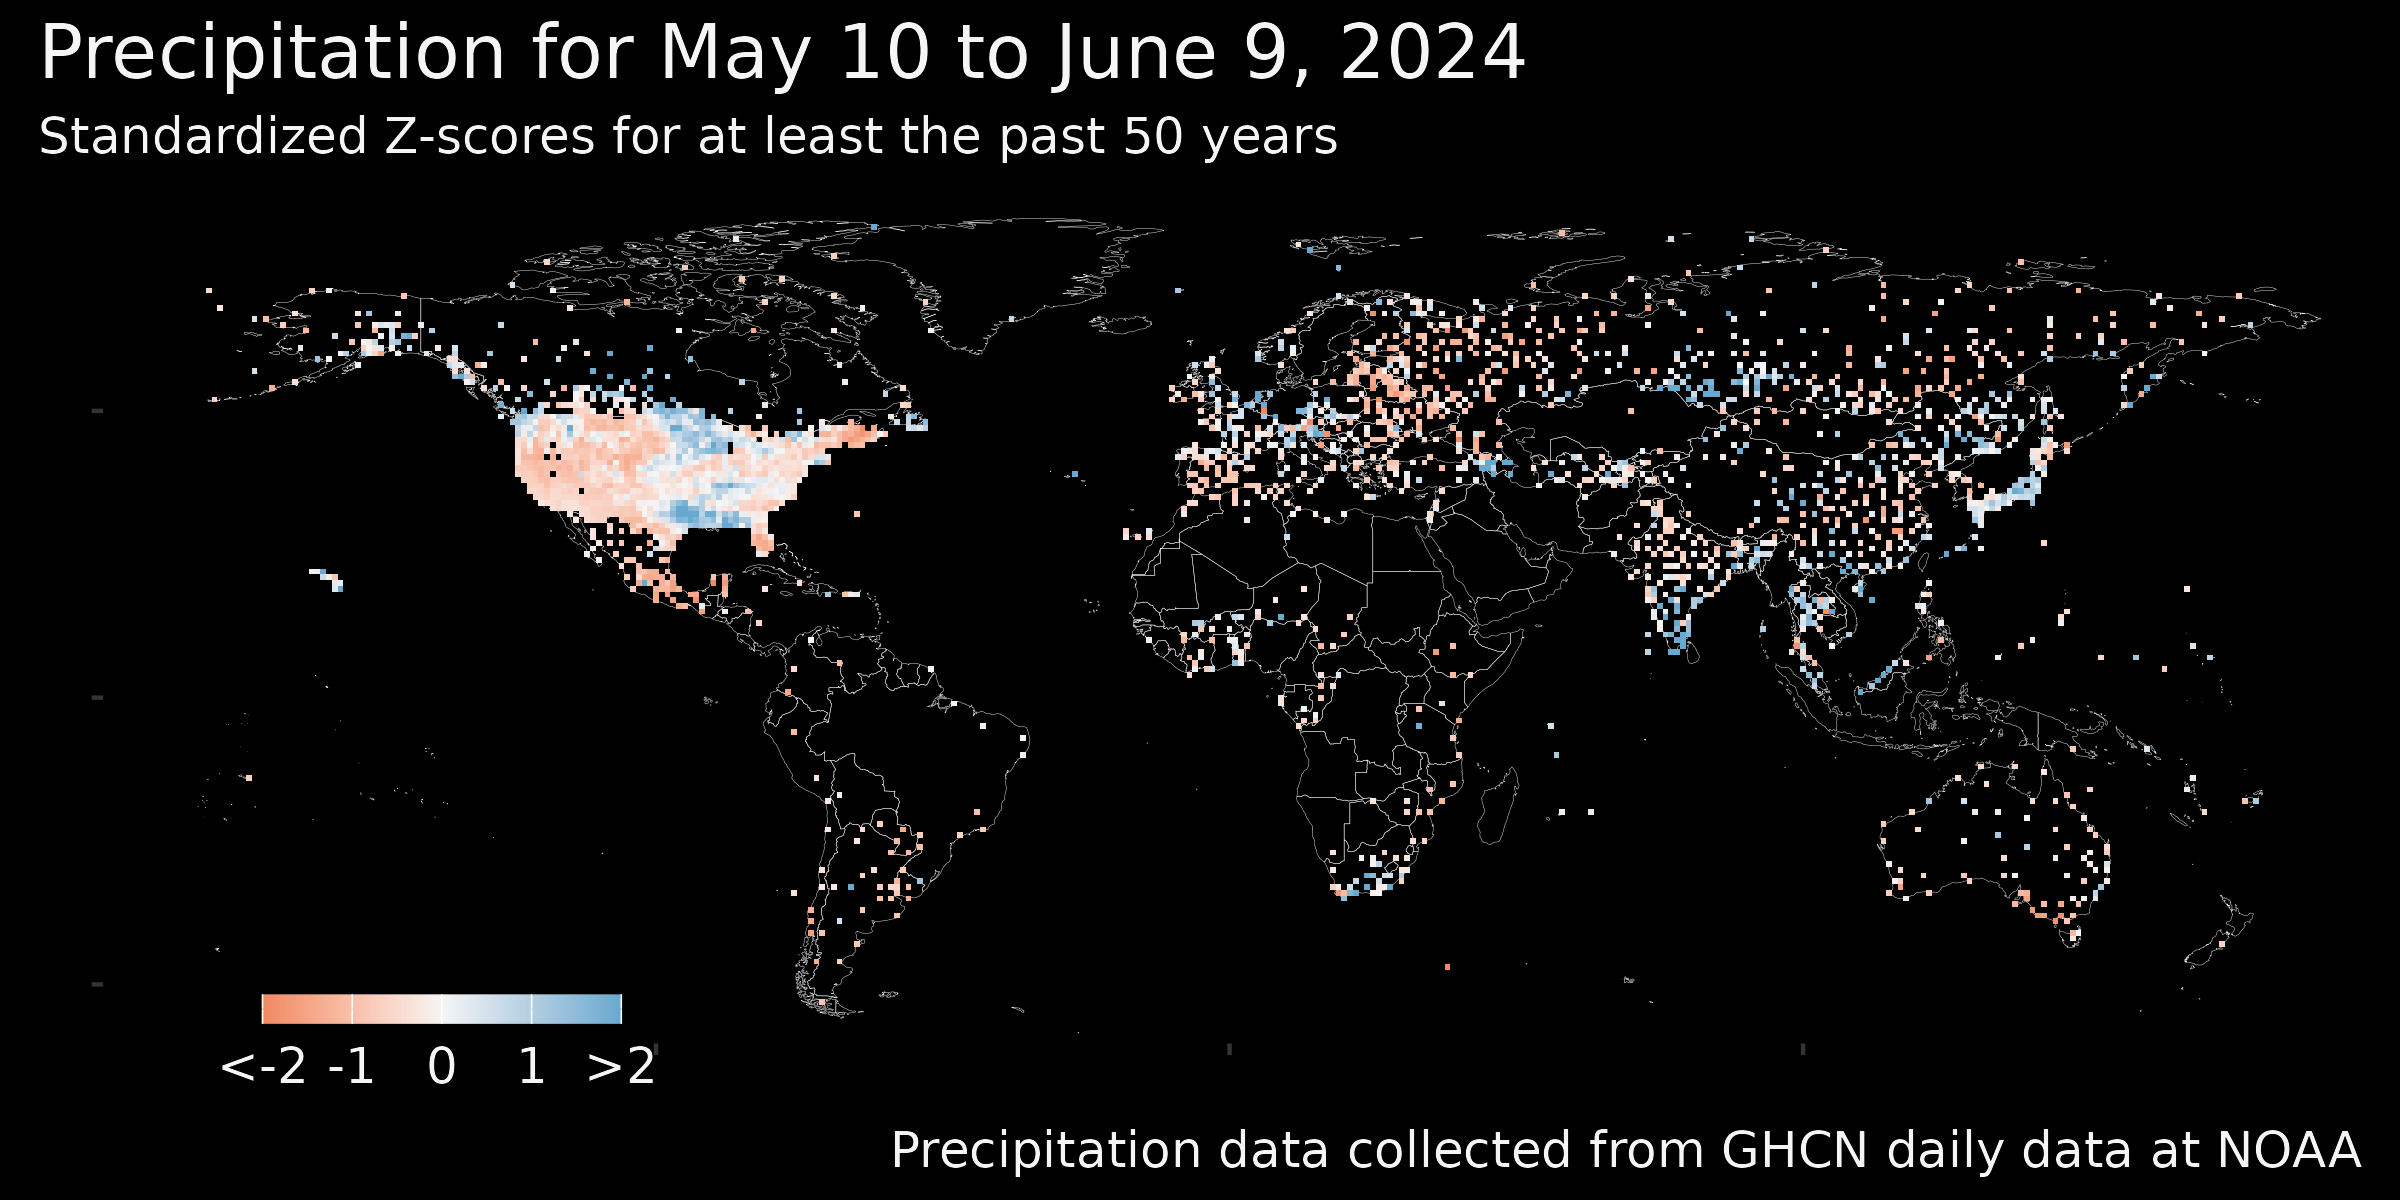 Precipitation for May 10 to June 9, 2024
Standardized Z-scores for at least the past 50 years
<-2 -1 0 1 >2
Precipitation data collected from GHCN daily data at NOAA